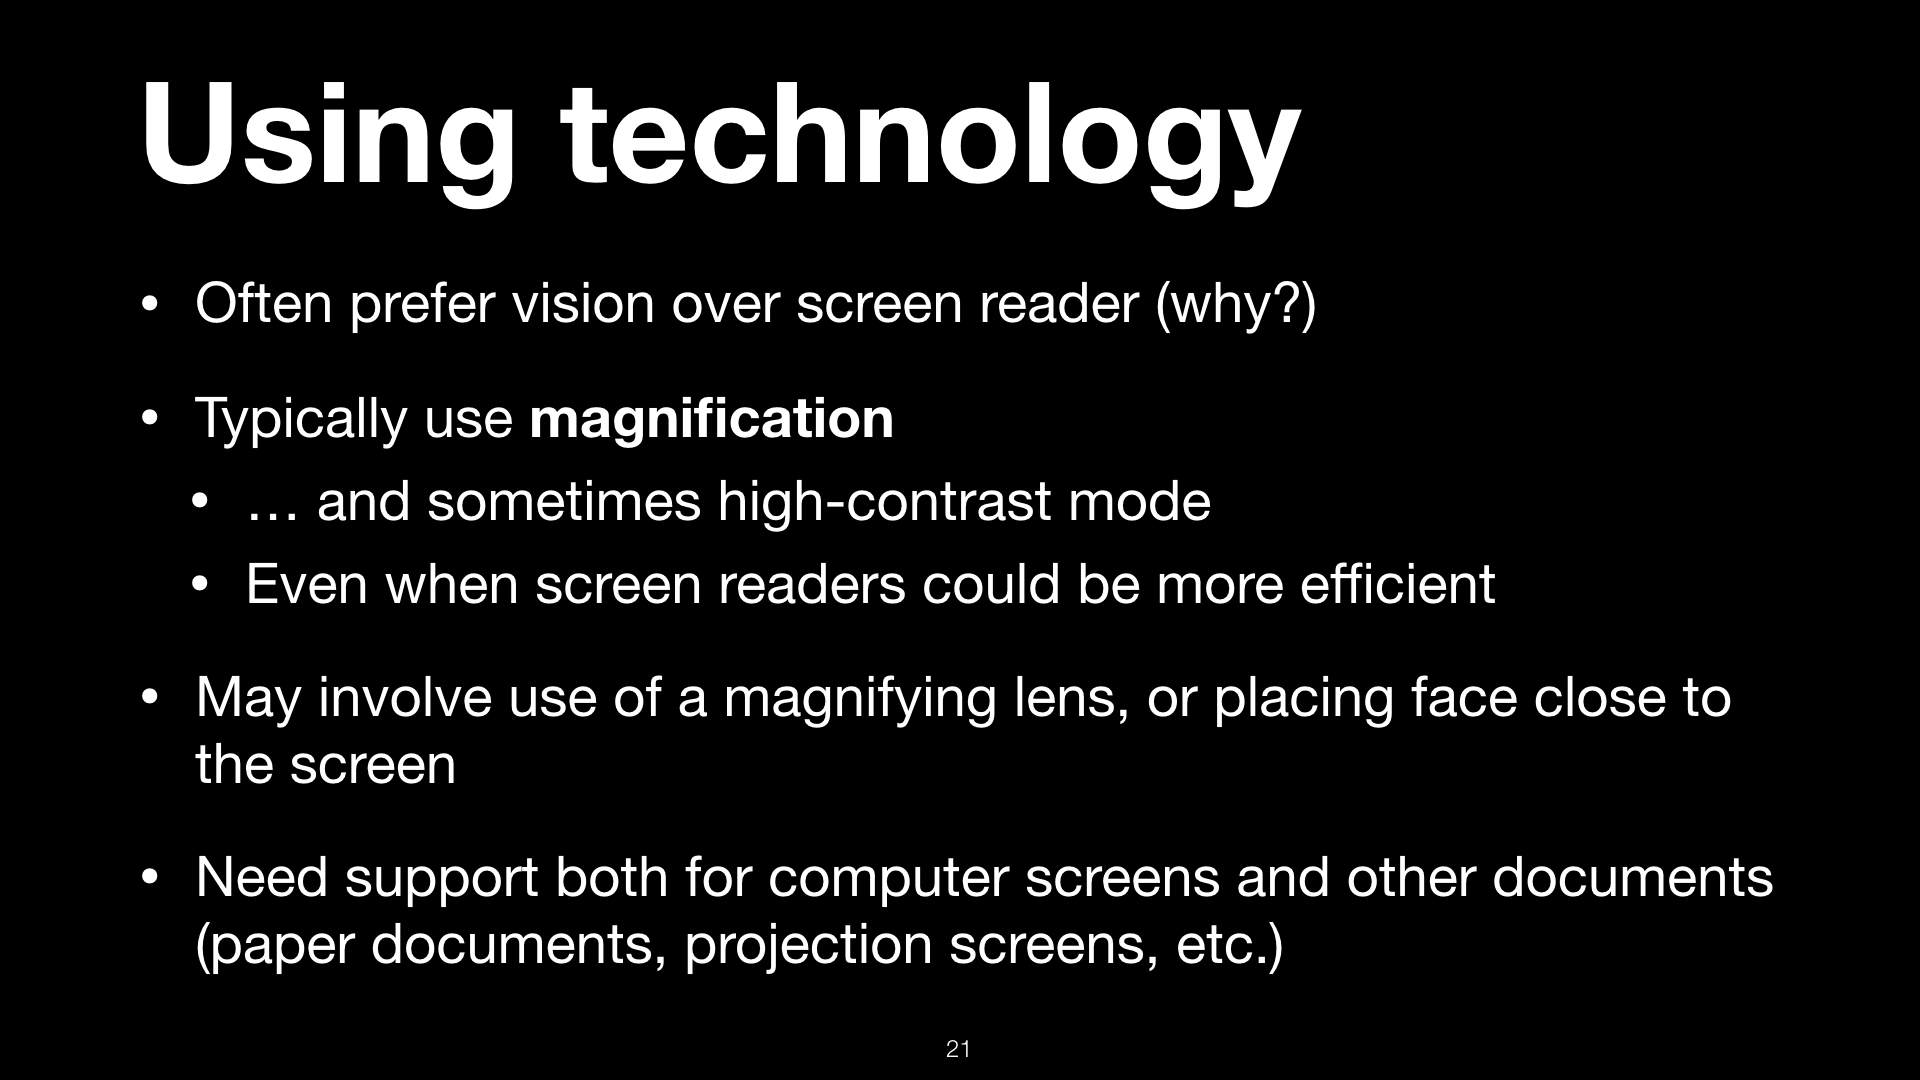 Using technology
• Often prefer vision over screen reader (why?)
• Typically use magnification
• … and sometimes high-contrast mode
• Even when screen readers could be more efficient
• May involve use of a magnifying lens, or placing face close to
the screen
• Need support both for computer screens and other documents
(paper documents, projection screens, etc.)
21